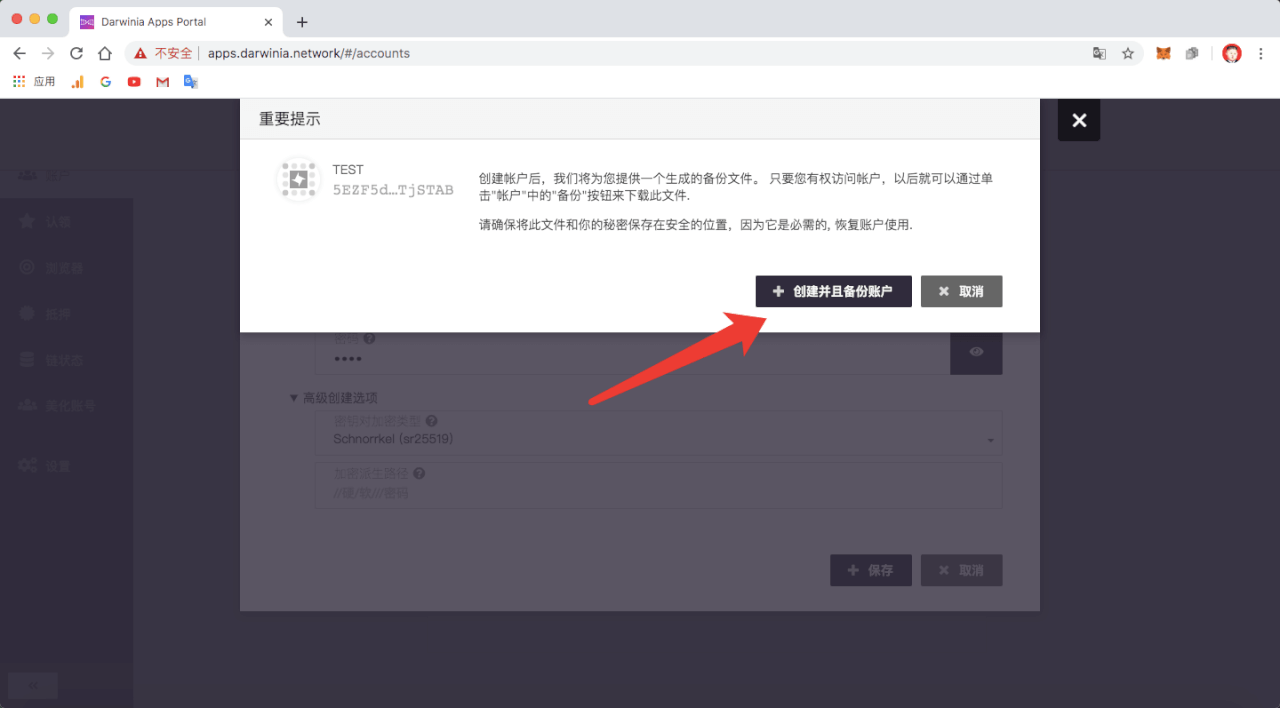 Darwinia Apps Portal
不安全 apps.darwinia.network/#/accounts
应用
重要提示
TEST
5EZF5d…TjSTAB
创建帐户后，我们将为您提供一个生成的备份文件。 只要您有权访问帐户，以后就可以通过单
击"帐户"中的"备份"按钮来下载此文件.
请确保将此文件和你的秘密保存在安全的位置，因为它是必需的, 恢复账户使用.
创建并且备份账户
取消
账户
认领
浏览器
抵押
链状态
美化账号
设置
密码
••••
高级创建选项
密钥对加密类型
Schnorrkel (sr25519)
加密派生路径
//硬/软///密码
保存
取消